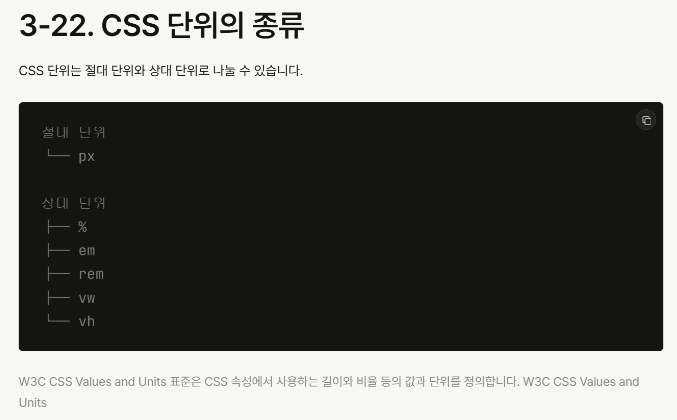 3-22. CSS 단위의 종류
CSS 단위는 절대 단위와 상대 단위로 나눌 수 있습니다.
절대 단위
└── px
상대 단위
├── %
├── em
├── rem
├── vw
└── vh
W3C CSS Values and Units 표준은 CSS 속성에서 사용하는 길이와 비율 등의 값과 단위를 정의합니다. W3C CSS Values and
Units